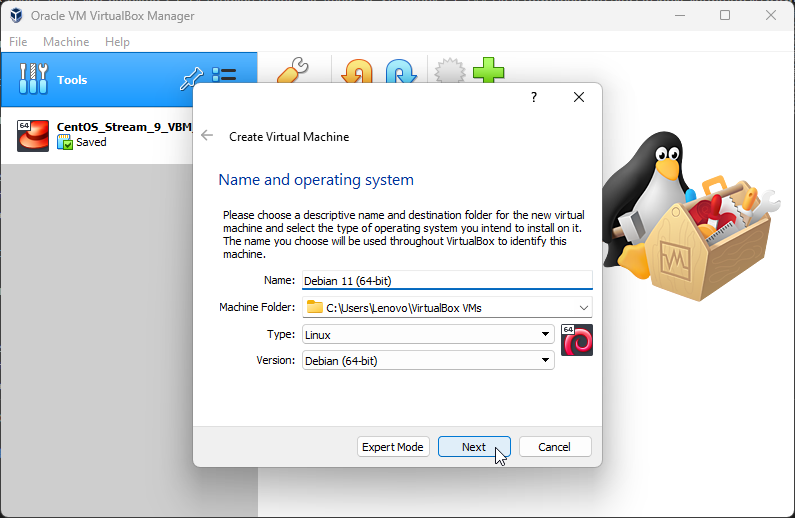 Oracle VM VirtualBox Manager
File Machine Help
Tools
64
CentOS_Stream_9_VBM
Saved
?
Create Virtual Machine
Name and operating system
Please choose a descriptive name and destination folder for the new virtual
machine and select the type of operating system you intend to install on it.
The name you choose will be used throughout VirtualBox to identify this
machine.
Name: Debian 11 (64-bit)
Machine Folder: C:\Users\Lenovo\VirtualBox VMs
Type: Linux
64
Version: Debian (64-bit)
Expert Mode Next Cancel